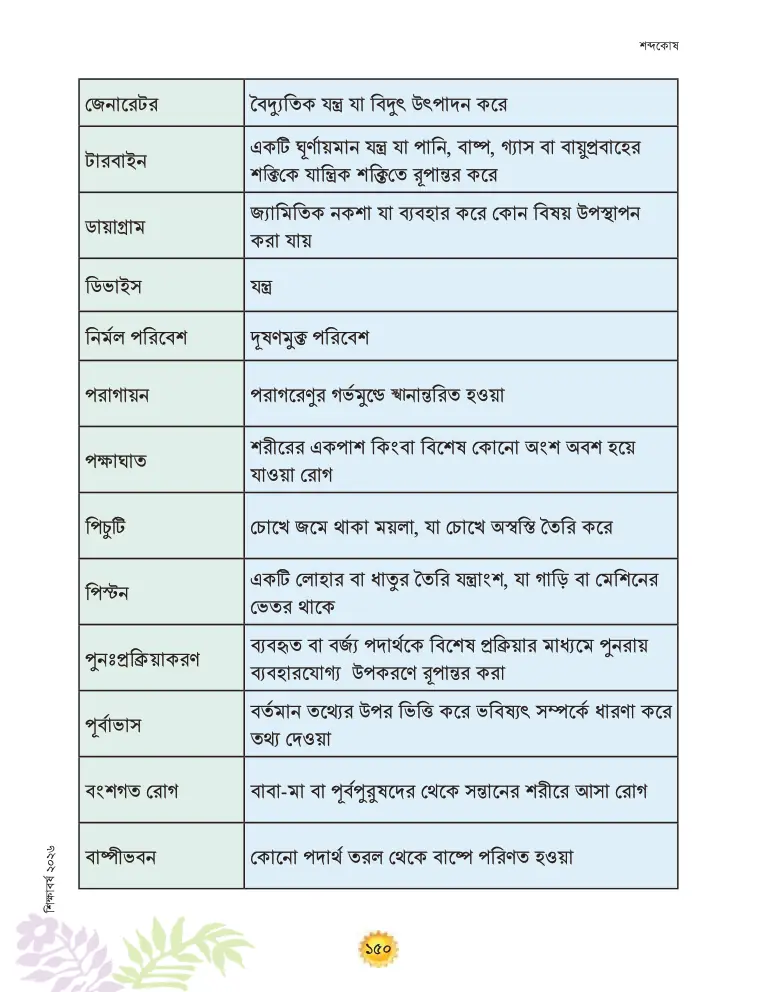 শব্দকোষ
জেনারেটর
বৈদ্যুতিক যন্ত্র যা বিদুৎ উৎপাদন করে
টারবাইন
একটি ঘূর্ণায়মান যন্ত্র যা পানি, বাষ্প, গ্যাস বা বায়ুপ্রবাহের
শক্তিকে যান্ত্রিক শক্তিতে রূপান্তর করে
ডায়াগ্রাম
জ্যামিতিক নকশা যা ব্যবহার করে কোন বিষয় উপস্থাপন
করা যায়
ডিভাইস
যন্ত্র
নির্মল পরিবেশ
দূষণমুক্ত পরিবেশ
পরাগায়ন
পরাগরেণুর গর্ভমুন্ডে স্থানান্তরিত হওয়া
পক্ষাঘাত
শরীরের একপাশ কিংবা বিশেষ কোনো অংশ অবশ হয়ে
যাওয়া রোগ
পিচুটি
চোখে জমে থাকা ময়লা, যা চোখে অস্বস্তি তৈরি করে
পিস্টন
একটি লোহার বা ধাতুর তৈরি যন্ত্রাংশ, যা গাড়ি বা মেশিনের
ভেতর থাকে
পুনঃপ্রক্রিয়াকরণ
ব্যবহৃত বা বর্জ্য পদার্থকে বিশেষ প্রক্রিয়ার মাধ্যমে পুনরায়
ব্যবহারযোগ্য উপকরণে রূপান্তর করা
পূর্বাভাস
বর্তমান তথ্যের উপর ভিত্তি করে ভবিষ্যৎ সম্পর্কে ধারণা করে
তথ্য দেওয়া
বংশগত রোগ
বাবা-মা বা পূর্বপুরুষদের থেকে সন্তানের শরীরে আসা রোগ
বাষ্পীভবন
কোনো পদার্থ তরল থেকে বাষ্পে পরিণত হওয়া
শিক্ষাবর্ষ ২০২৬
১৫০